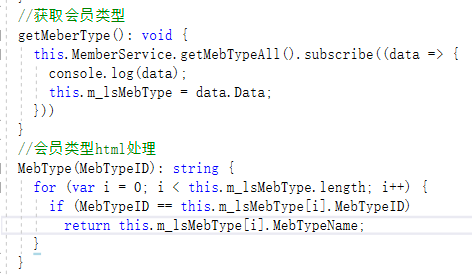 //获取会员类型
getMeberType(): void {
  this.MemberService.getMebTypeAll().subscribe((data => {
    console.log(data);
    this.m_lsMebType = data.Data;
  }))
}
//会员类型html处理
MebType(MebTypeID): string {
  for (var i = 0; i < this.m_lsMebType.length; i++) {
    if (MebTypeID == this.m_lsMebType[i].MebTypeID)
      return this.m_lsMebType[i].MebTypeName;
  }
}